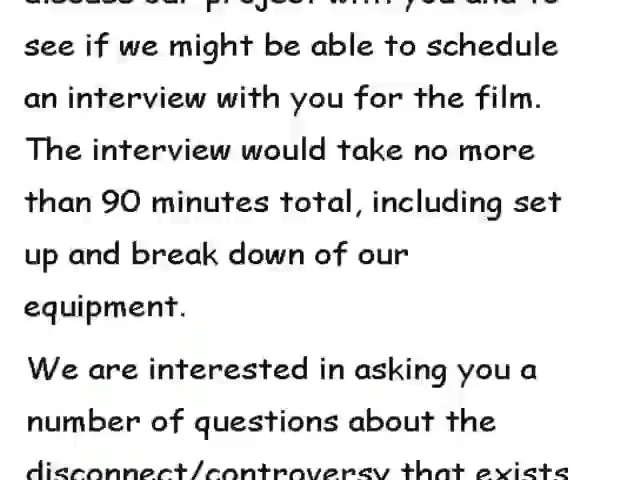 discuss our project with you and to
see if we might be able to schedule
an interview with you for the film.
The interview would take no more
than 90 minutes total, including set
up and break down of our
equipment.
We are interested in asking you a
number of questions about the
disconnect/controversy that exists